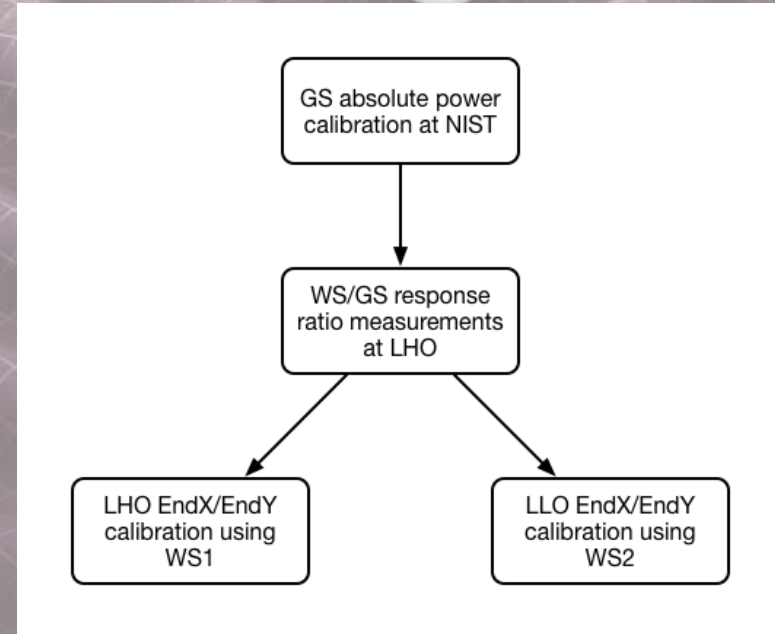 GS absolute power
calibration at NIST
WS/GS response
ratio measurements
at LHO
LHO EndX/EndY
calibration using
WS1
LLO EndX/EndY
calibration using
WS2